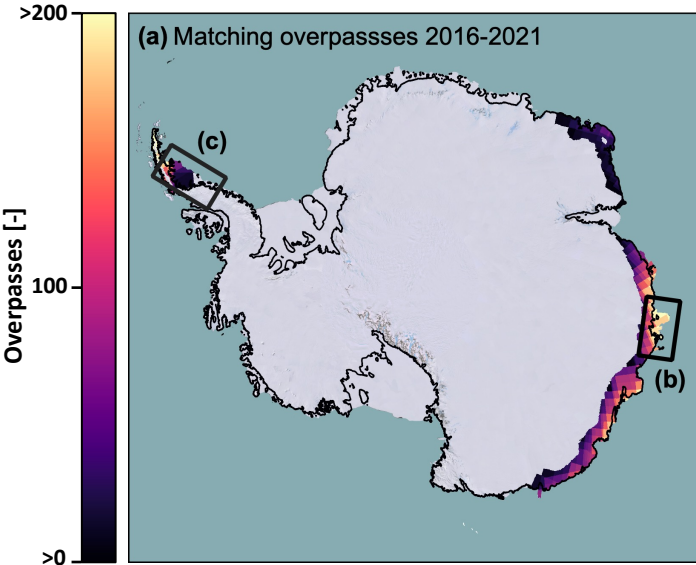 >200
(a) Matching overpassses 2016-2021
(c)
Overpasses [-]
100
(b)
>0